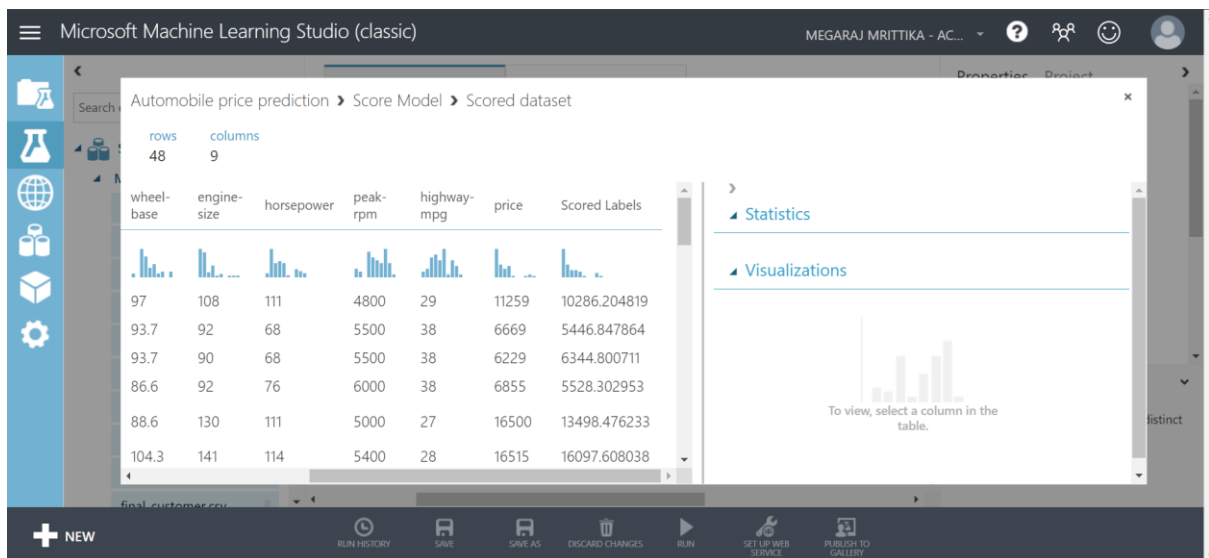 Microsoft Machine Learning Studio (classic)
MEGARAJ MRITTIKA - AC...
Properties Project
Search
Automobile price prediction › Score Model › Scored dataset
×
rows columns
48 9
wheel-base engine-size horsepower peak-rpm highway-mpg price Scored Labels
97 108 111 4800 29 11259 10286.204819
93.7 92 68 5500 38 6669 5446.847864
93.7 90 68 5500 38 6229 6344.800711
86.6 92 76 6000 38 6855 5528.302953
88.6 130 111 5000 27 16500 13498.476233
104.3 141 114 5400 28 16515 16097.608038
Statistics
Visualizations
To view, select a column in the
table.
distinct
final_customer.csv
NEW
RUN HISTORY
SAVE
SAVE AS
DISCARD CHANGES
RUN
SET UP WEB
SERVICE
PUBLISH TO
GALLERY